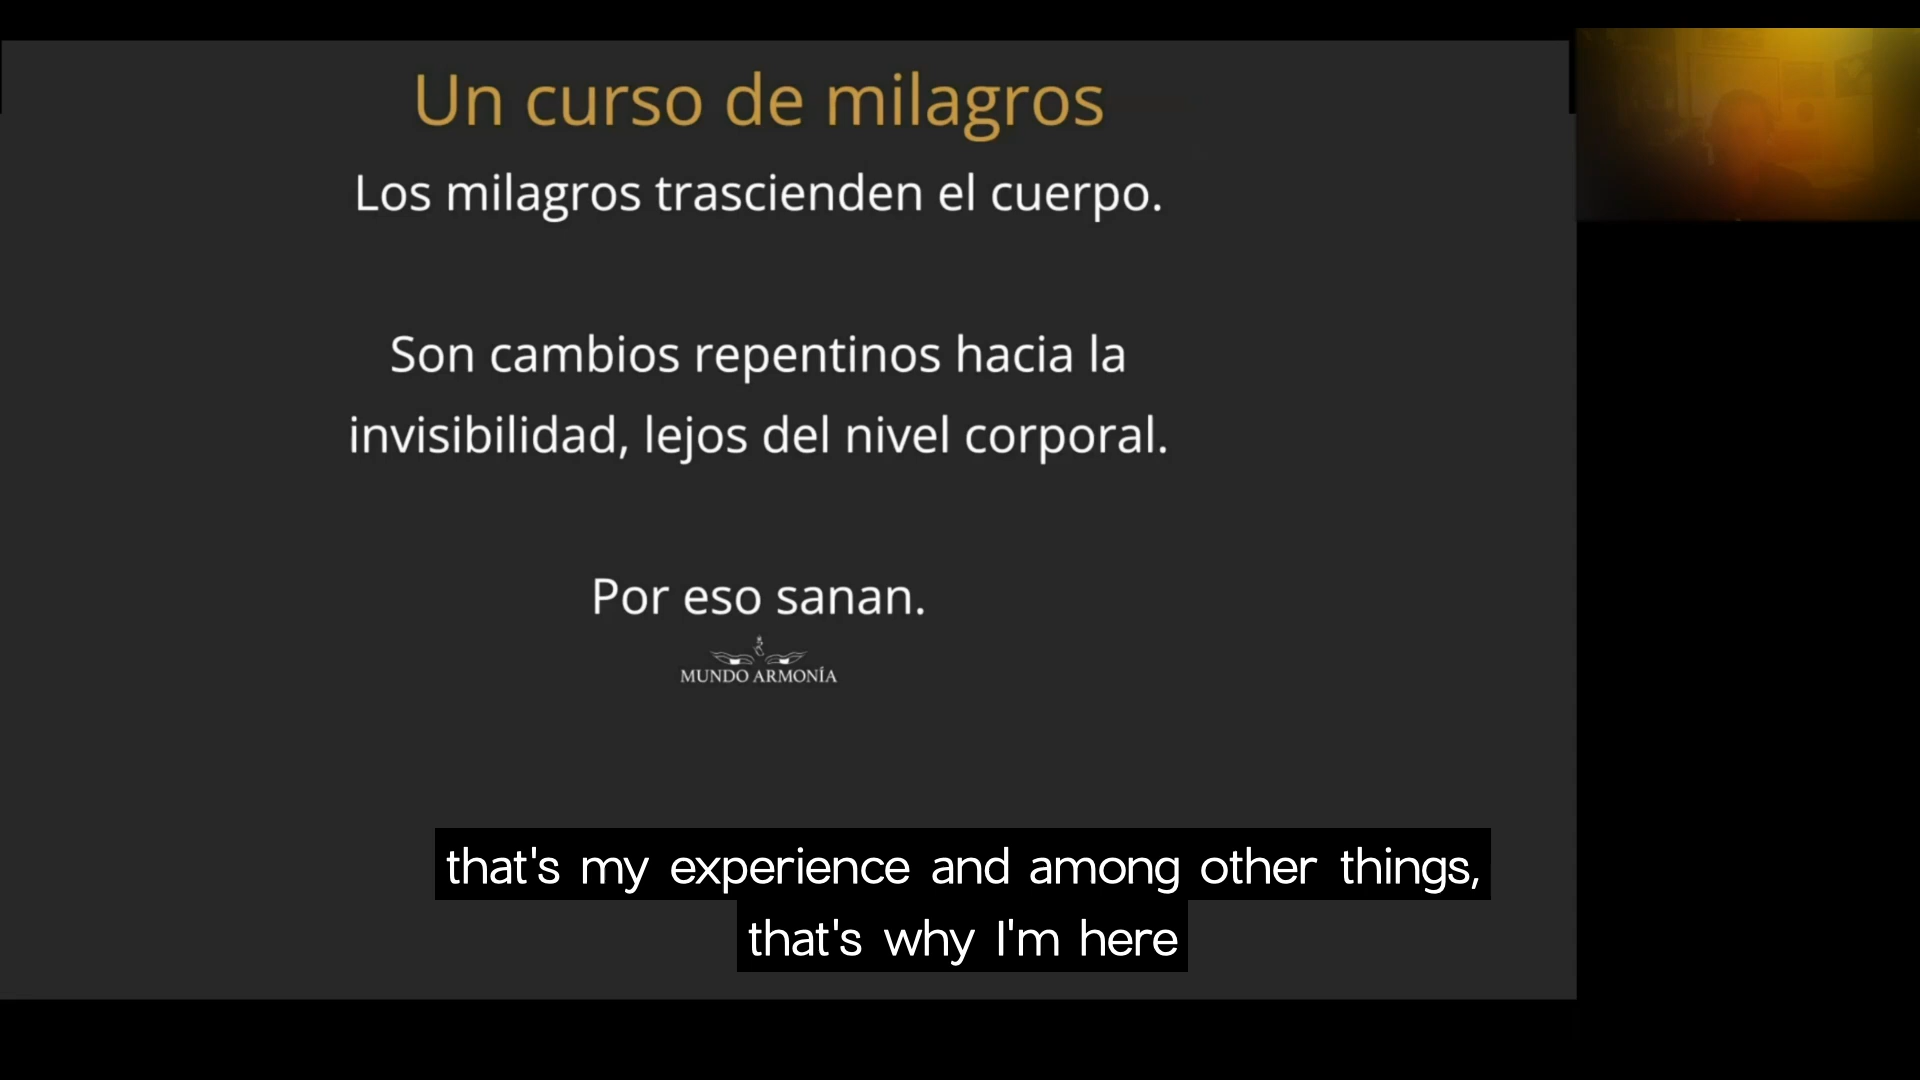 Un curso de milagros
Los milagros trascienden el cuerpo.
Son cambios repentinos hacia la
invisibilidad, lejos del nivel corporal.
Por eso sanan.
MUNDO ARMONÍA
that's my experience and among other things,
that's why I'm here